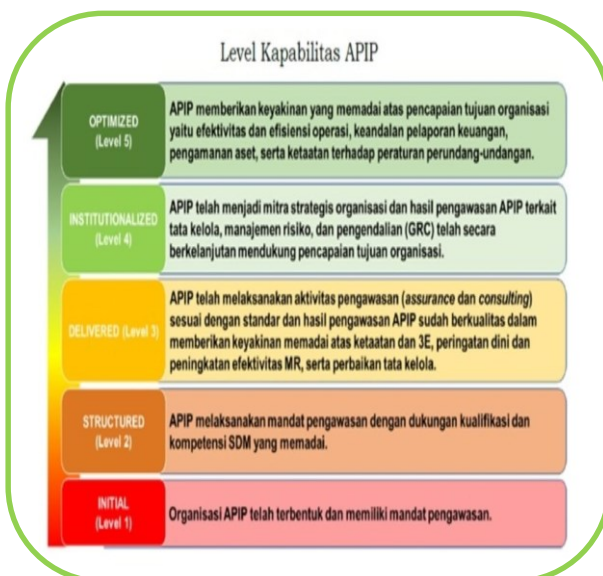 Level Kapabilitas APIP
OPTIMIZED
(Level 5)
APIP memberikan keyakinan yang memadai atas pencapaian tujuan organisasi
yaitu efektivitas dan efisiensi operasi, keandalan pelaporan keuangan,
pengamanan aset, serta ketaatan terhadap peraturan perundang-undangan.
INSTITUTIONALIZED
(Level 4)
APIP telah menjadi mitra strategis organisasi dan hasil pengawasan APIP terkait
tata kelola, manajemen risiko, dan pengendalian (GRC) telah secara
berkelanjutan mendukung pencapaian tujuan organisasi.
DELIVERED (Level 3)
APIP telah melaksanakan aktivitas pengawasan (assurance dan consulting)
sesuai dengan standar dan hasil pengawasan APIP sudah berkualitas dalam
memberikan keyakinan memadai atas ketaatan dan 3E, peringatan dini dan
peningkatan efektivitas MR, serta perbaikan tata kelola.
STRUCTURED
(Level 2)
APIP melaksanakan mandat pengawasan dengan dukungan kualifikasi dan
kompetensi SDM yang memadai.
INITIAL
(Level 1)
Organisasi APIP telah terbentuk dan memiliki mandat pengawasan.